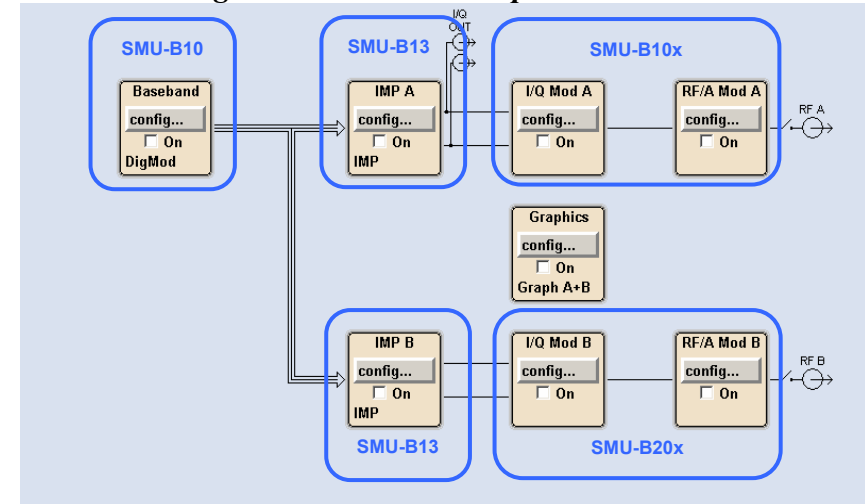 I/Q
OUT
SMU-B10
SMU-B13
SMU-B10x
Baseband
config...
On
DigMod
IMP A
config...
On
IMP
I/Q Mod A
config...
On
RF/A Mod A
config...
On
RF A
Graphics
config...
On
Graph A+B
IMP B
config...
On
IMP
I/Q Mod B
config...
On
RF/A Mod B
config...
On
RF B
SMU-B13
SMU-B20x